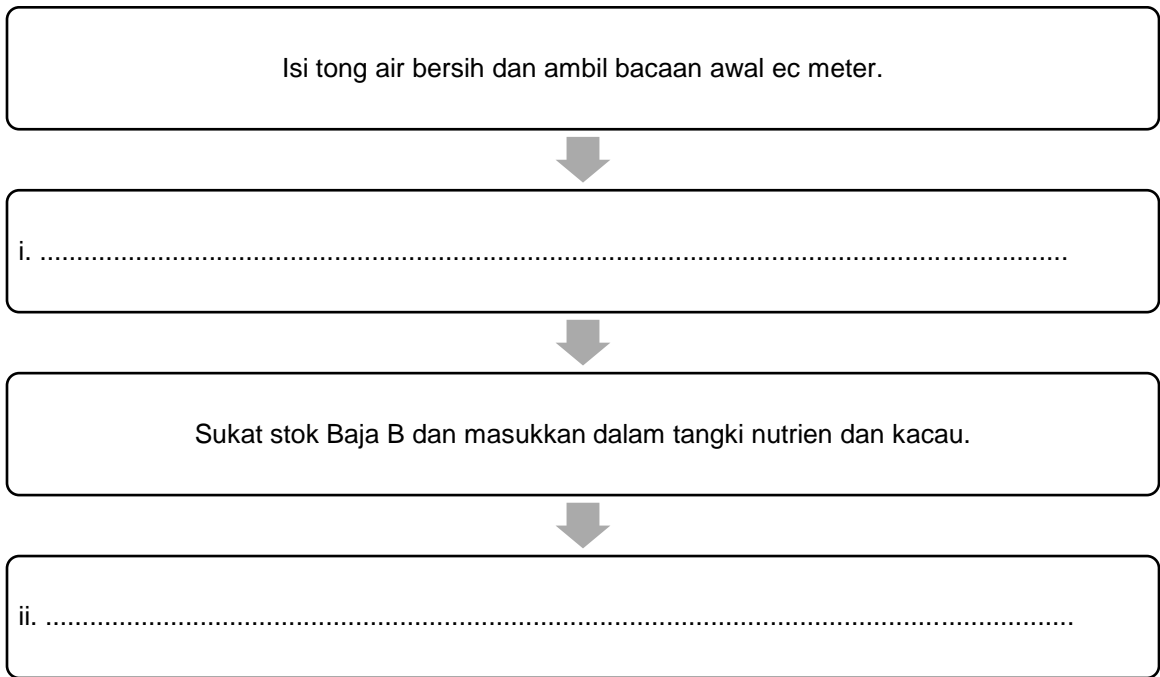 Isi tong air bersih dan ambil bacaan awal ec meter.
i. ................................................................................................................................................
Sukat stok Baja B dan masukkan dalam tangki nutrien dan kacau.
ii. ................................................................................................................................................